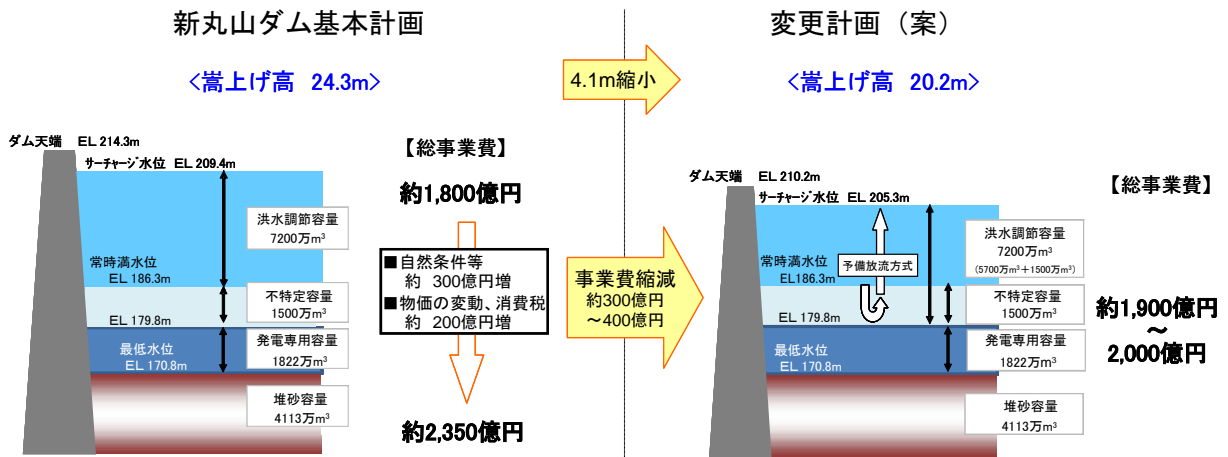 新丸山ダム基本計画
<嵩上げ高 24.3m>
ダム天端 EL 214.3m
サーチャージ水位 EL 209.4m
洪水調節容量
7200万m³
常時満水位
EL 186.3m
不特定容量
1500万m³
EL 179.8m
発電専用容量
1822万m³
最低水位
EL 170.8m
堆砂容量
4113万m³
【総事業費】
約1,800億円
■自然条件等
約 300億円増
■物価の変動、消費税
約 200億円増
約2,350億円
4.1m縮小
事業費縮減
約300億円
~400億円
変更計画(案)
<嵩上げ高 20.2m>
ダム天端 EL 210.2m
サーチャージ水位 EL 205.3m
洪水調節容量
7200万m³
(5700万m³+1500万m³)
予備放流方式
常時満水位
EL186.3m
不特定容量
1500万m³
EL 179.8m
発電専用容量
1822万m³
最低水位
EL 170.8m
堆砂容量
4113万m³
【総事業費】
約1,900億円
~
2,000億円